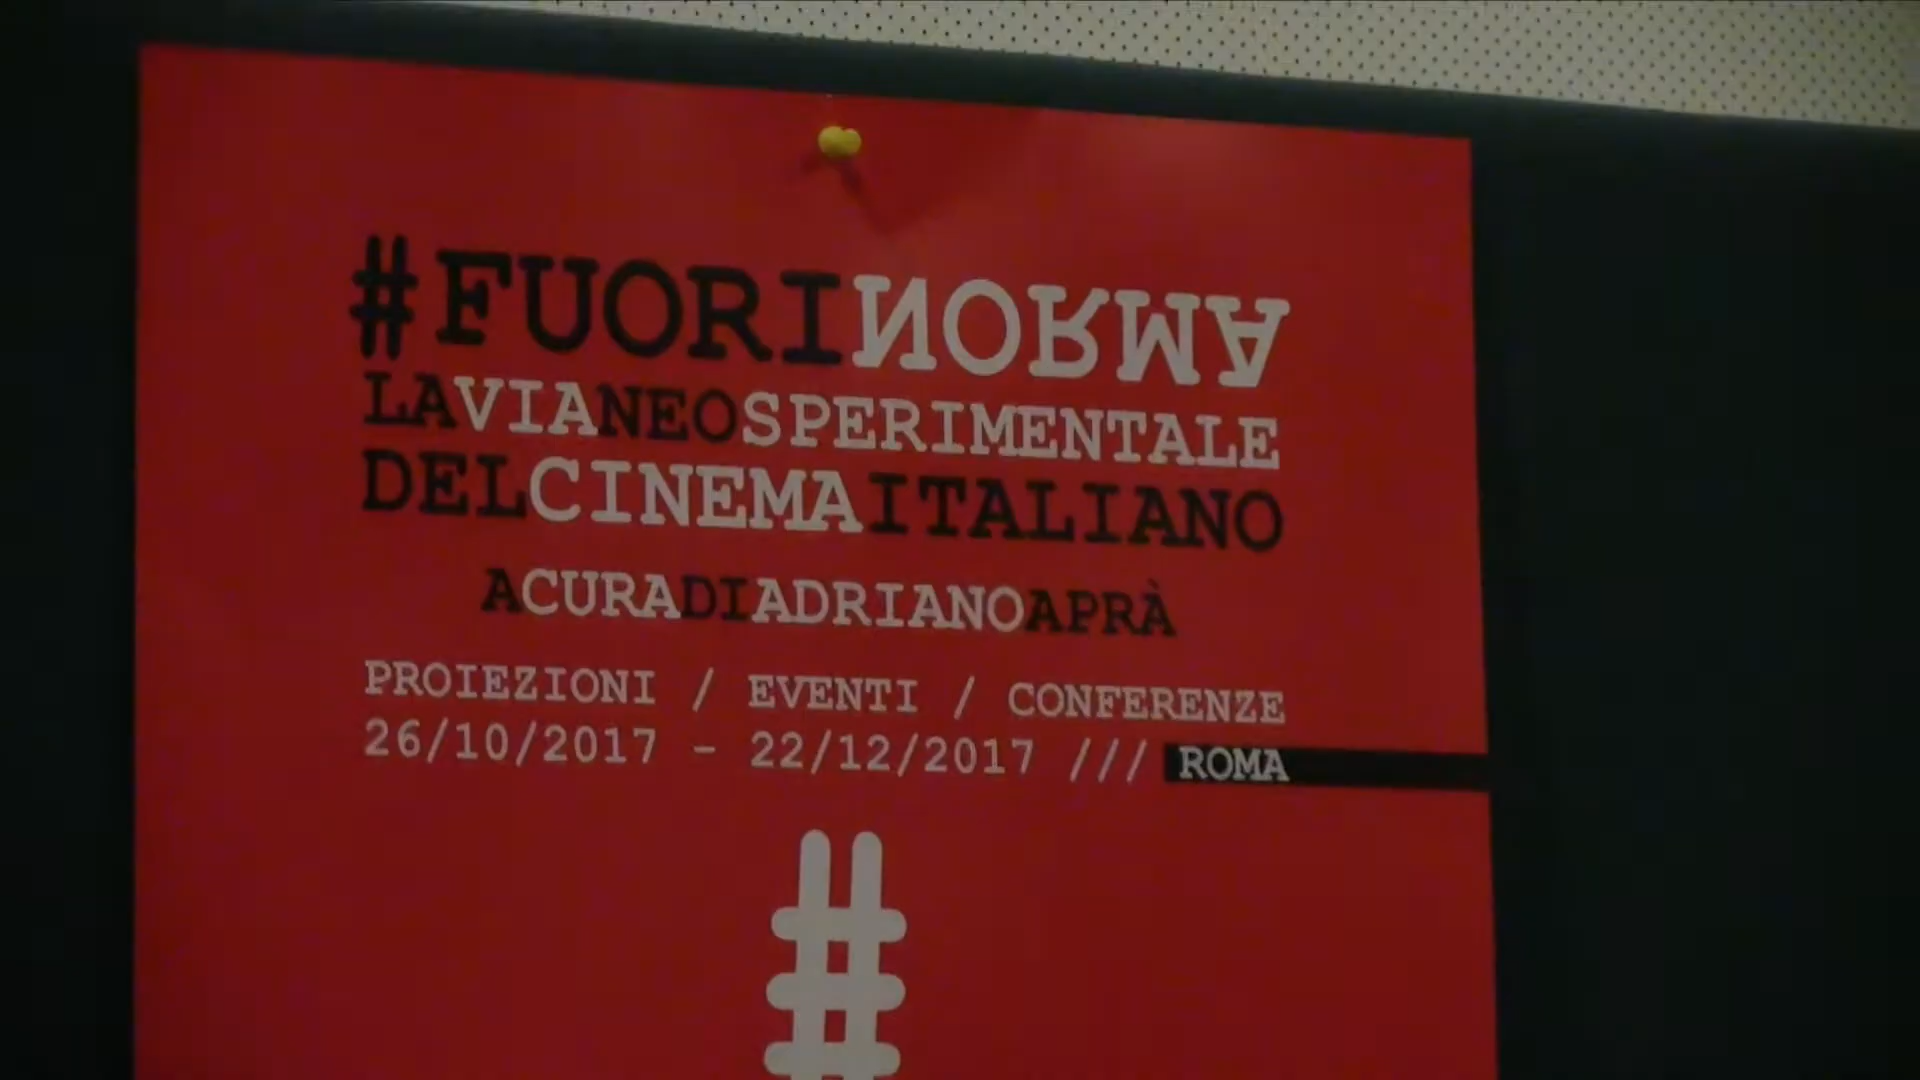 #FUORINORMA
LAVIANEOSPERIMENTALE
DELCINEMAITALIANO
ACURADIADRIANOAPRÀ
PROIEZIONI / EVENTI / CONFERENZE
26/10/2017 - 22/12/2017 /// ROMA
#